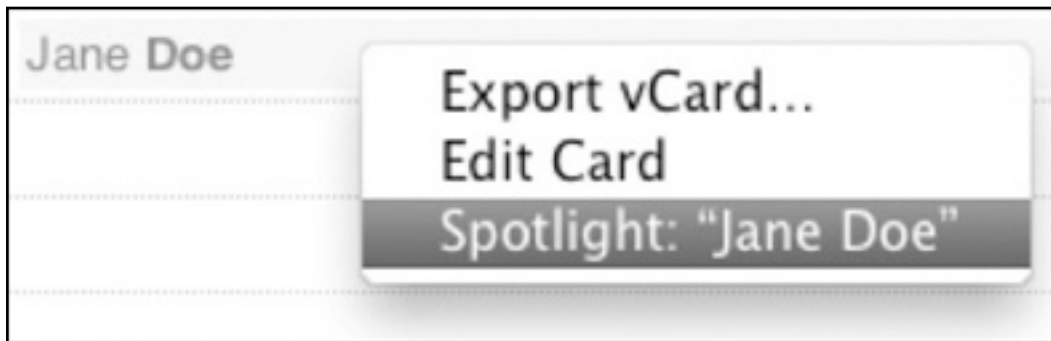 Jane Doe
Export vCard...
Edit Card
Spotlight: “Jane Doe”